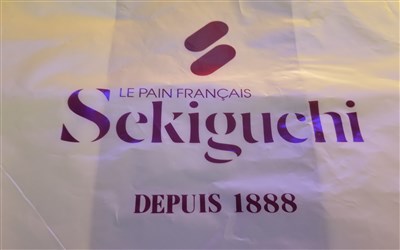 LE PAIN FRANÇAIS
Sekiguchi
DEPUIS 1888